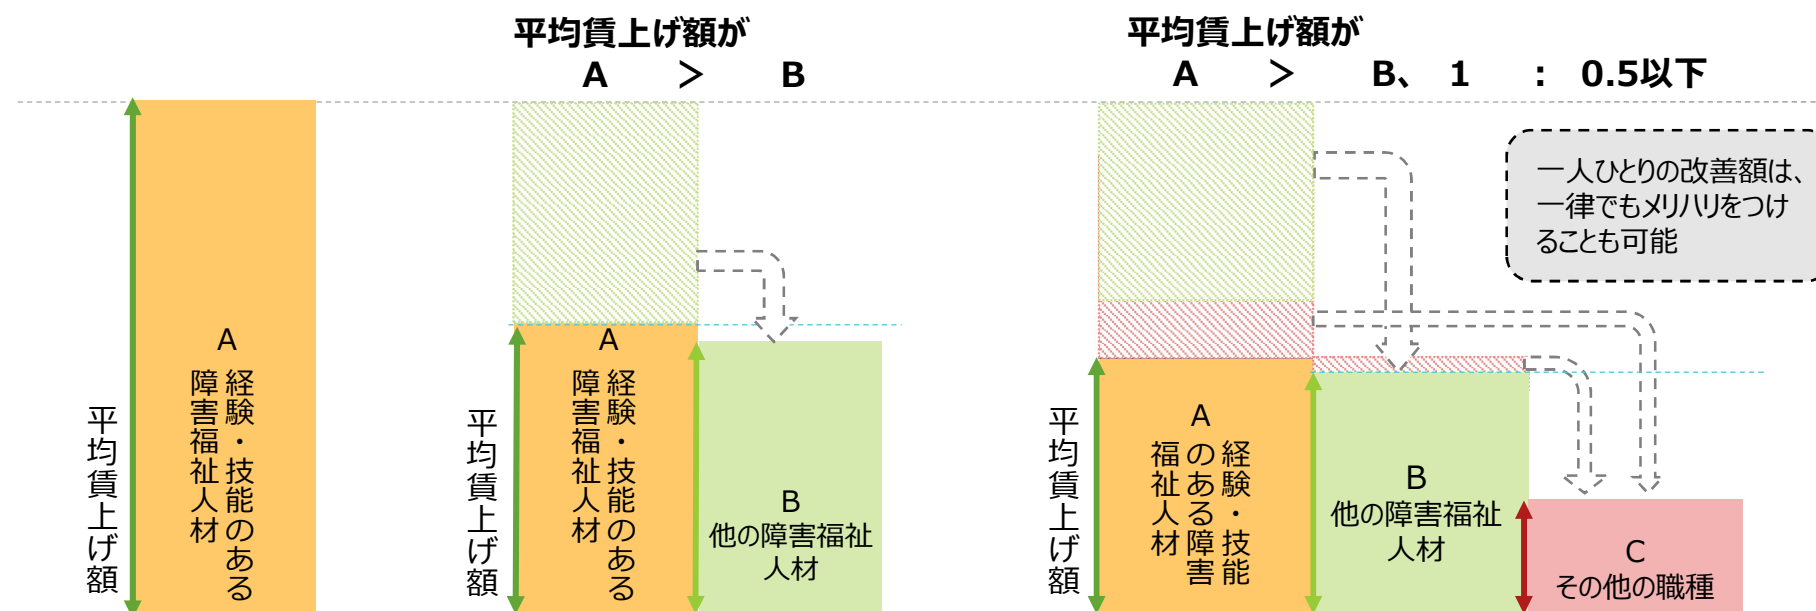 平均賃上げ額が
A ＞ B
平均賃上げ額が
A ＞ B、 1 : 0.5以下
一人ひとりの改善額は、
一律でもメリハリをつけ
ることも可能
平均賃上げ額
A
経験・技能のある
障害福祉人材
平均賃上げ額
A
経験・技能のある
障害福祉人材
B
他の障害福祉
人材
平均賃上げ額
A
経験・技能
のある障害
福祉人材
B
他の障害福祉
人材
C
その他の職種